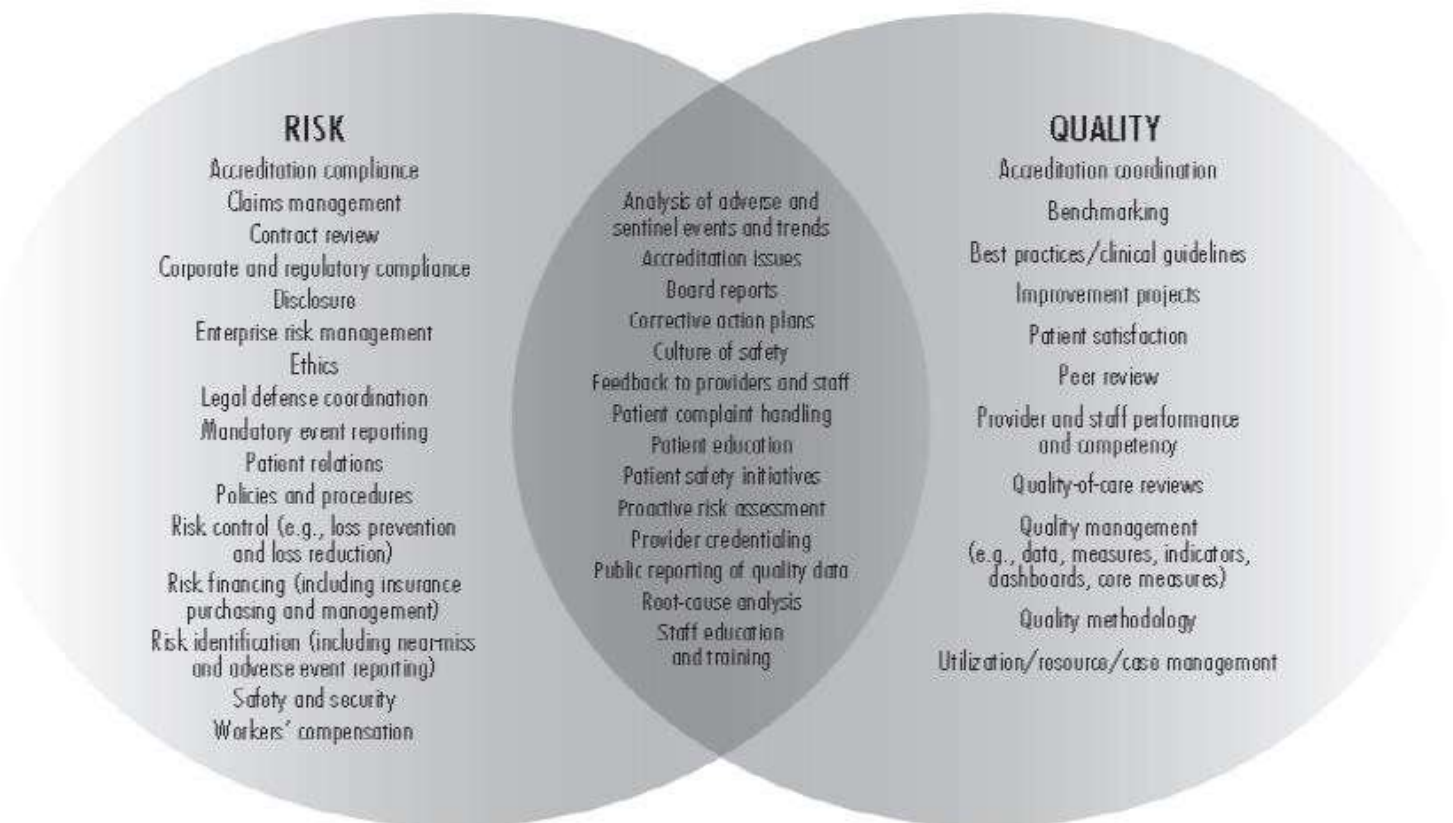 RISK
Accreditation compliance
Claims management
Contract review
Corporate and regulatory compliance
Disclosure
Enterprise risk management
Ethics
Legal defense coordination
Mandatory event reporting
Patient relations
Policies and procedures
Risk control (e.g., loss prevention
and loss reduction)
Risk financing (including insurance
purchasing and management)
Risk identification (including near-miss
and adverse event reporting)
Safety and security
Workers' compensation
Analysis of adverse and
sentinel events and trends
Accreditation issues
Board reports
Corrective action plans
Culture of safety
Feedback to providers and staff
Patient complaint handling
Patient education
Patient safety initiatives
Proactive risk assessment
Provider credentialing
Public reporting of quality data
Root-cause analysis
Staff education
and training
QUALITY
Accreditation coordination
Benchmarking
Best practices/clinical guidelines
Improvement projects
Patient satisfaction
Peer review
Provider and staff performance
and competency
Quality-of-care reviews
Quality management
(e.g., data, measures, indicators,
dashboards, core measures)
Quality methodology
Utilization/resource/case management